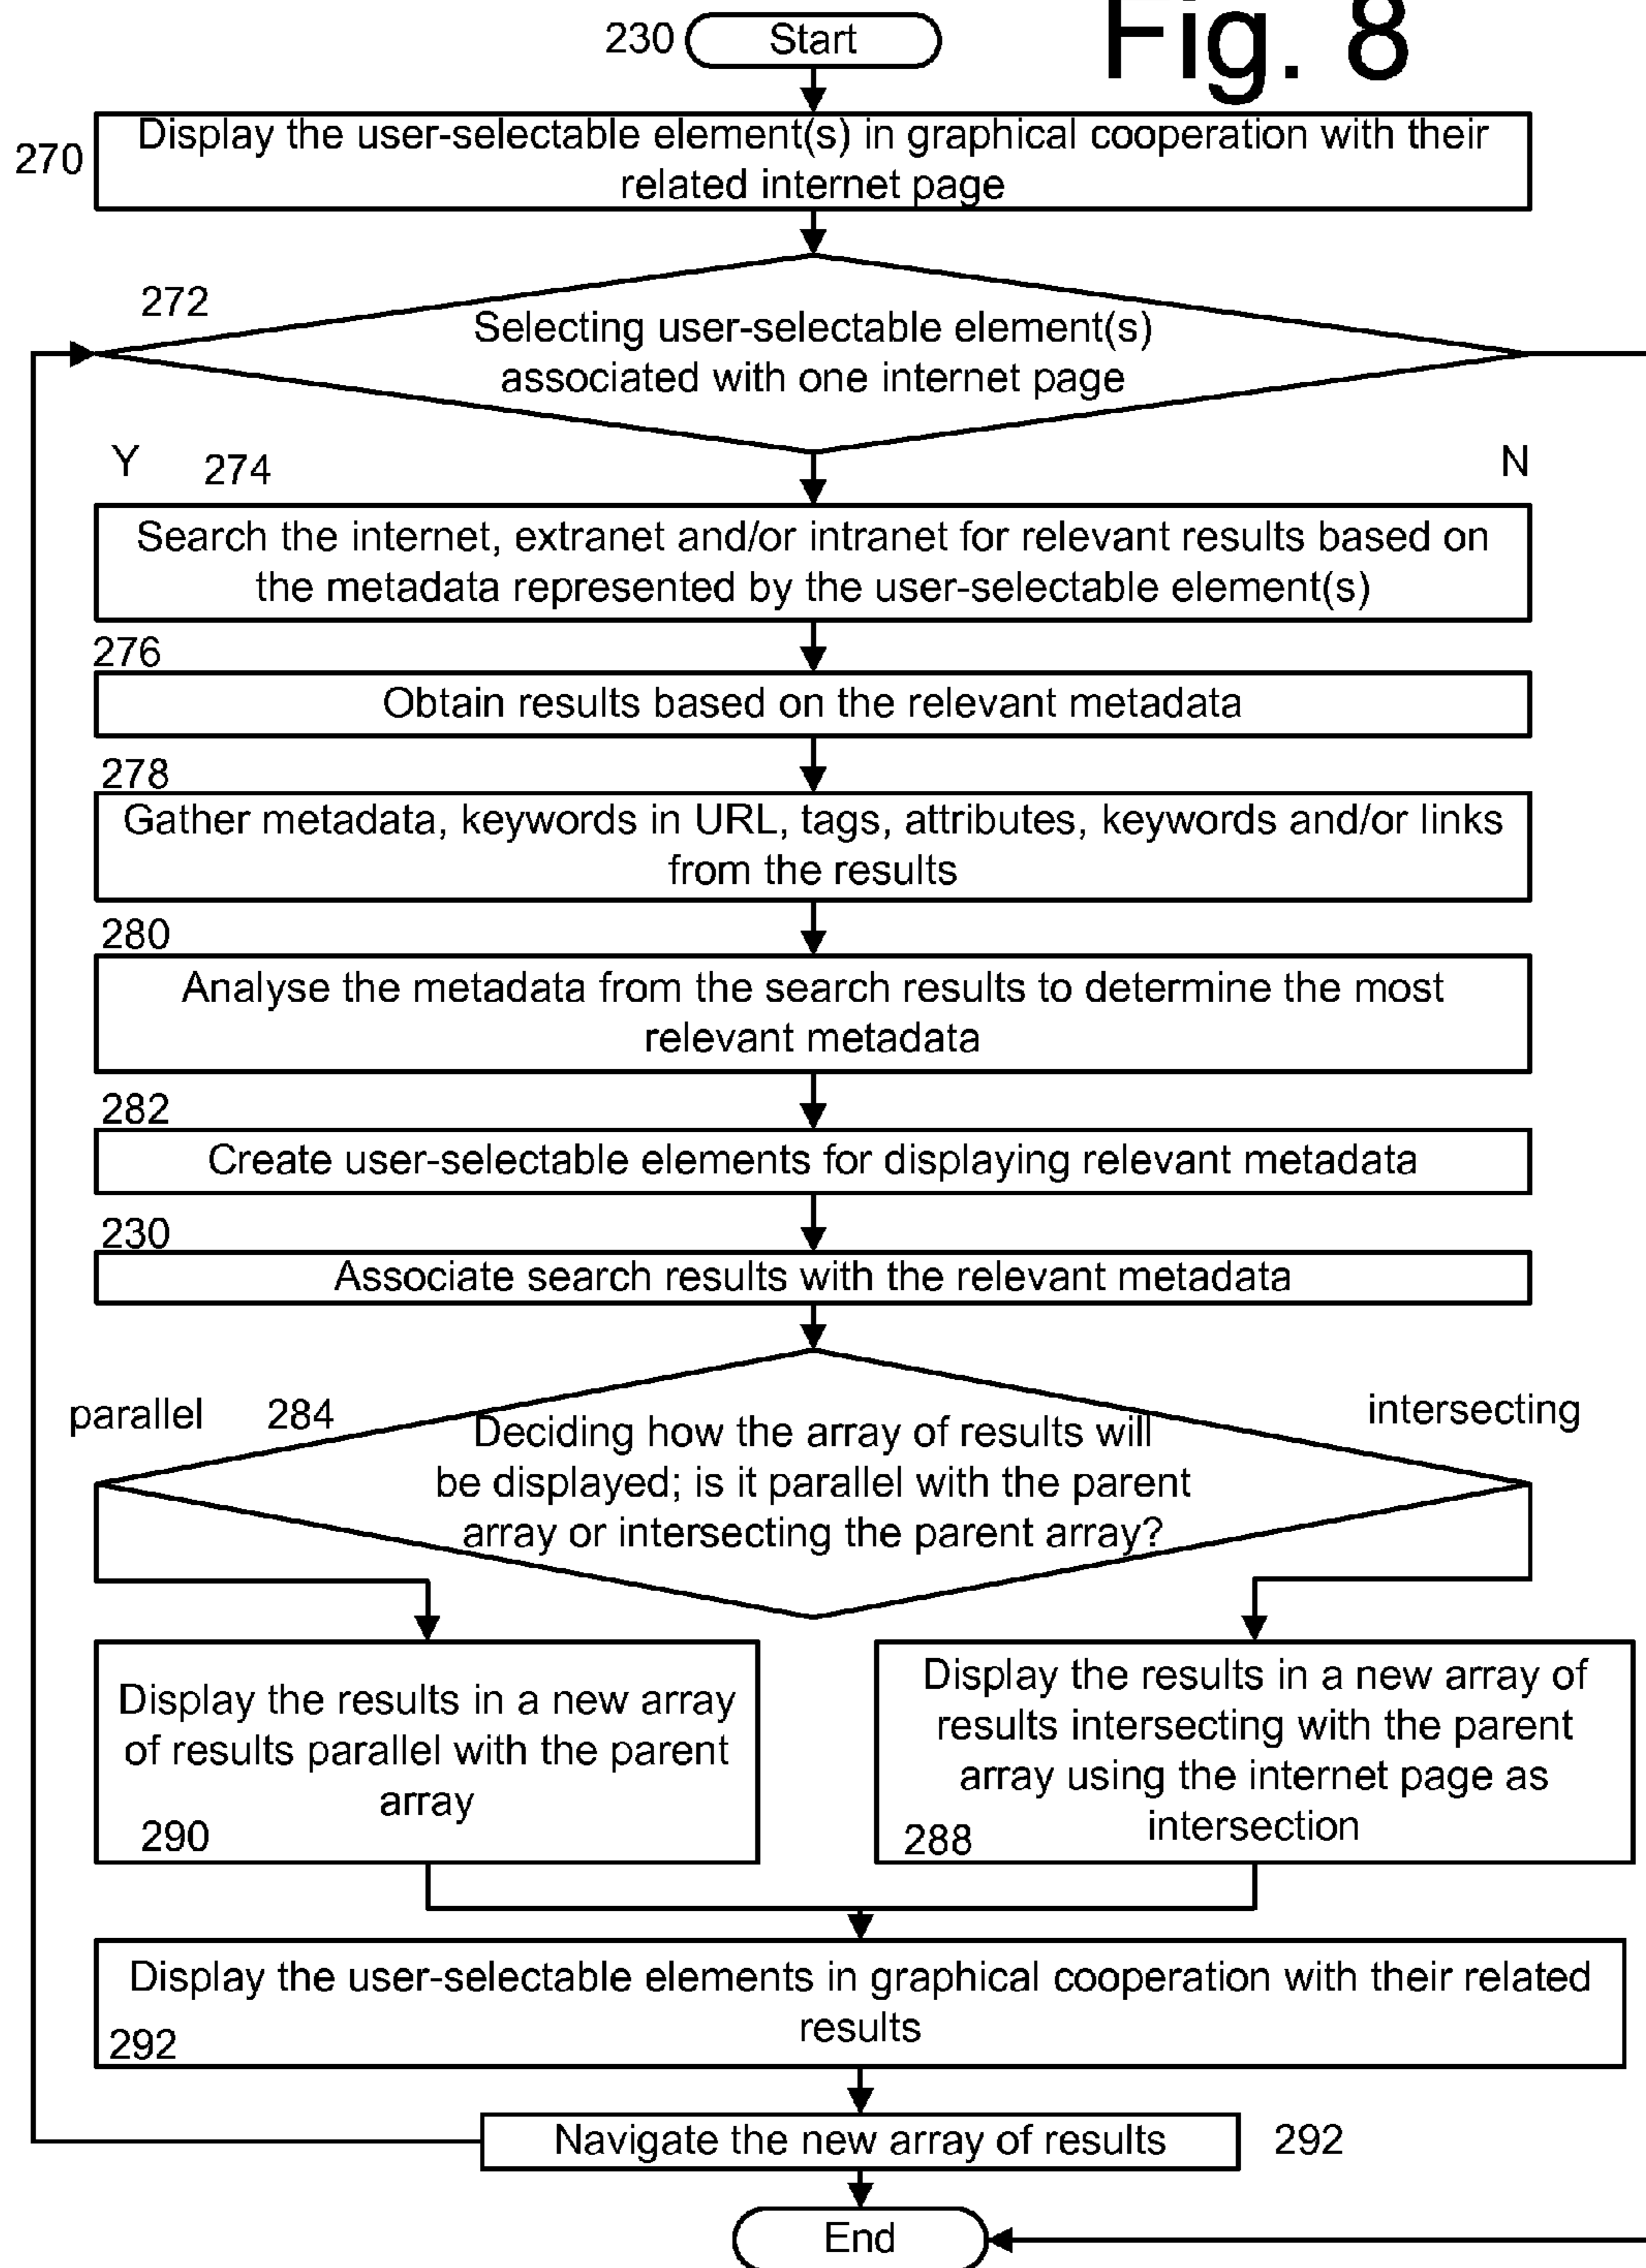 Fig. 8
230 Start
Display the user-selectable element(s) in graphical cooperation with their
270
related internet page
272
Selecting user-selectable element(s)
associated with one internet page
Y 274 N
Search the internet, extranet and/or intranet for relevant results based on
the metadata represented by the user-selectable element(s)
276
Obtain results based on the relevant metadata
278
Gather metadata, keywords in URL, tags, attributes, keywords and/or links
from the results
280
Analyse the metadata from the search results to determine the most
relevant metadata
282
Create user-selectable elements for displaying relevant metadata
230
Associate search results with the relevant metadata
parallel 284 intersecting
Deciding how the array of results will
be displayed; is it parallel with the parent
array or intersecting the parent array?
Display the results in a new array
of results parallel with the parent
array
290
Display the results in a new array of
results intersecting with the parent
array using the internet page as
intersection
288
Display the user-selectable elements in graphical cooperation with their related
results
292
Navigate the new array of results 292
End